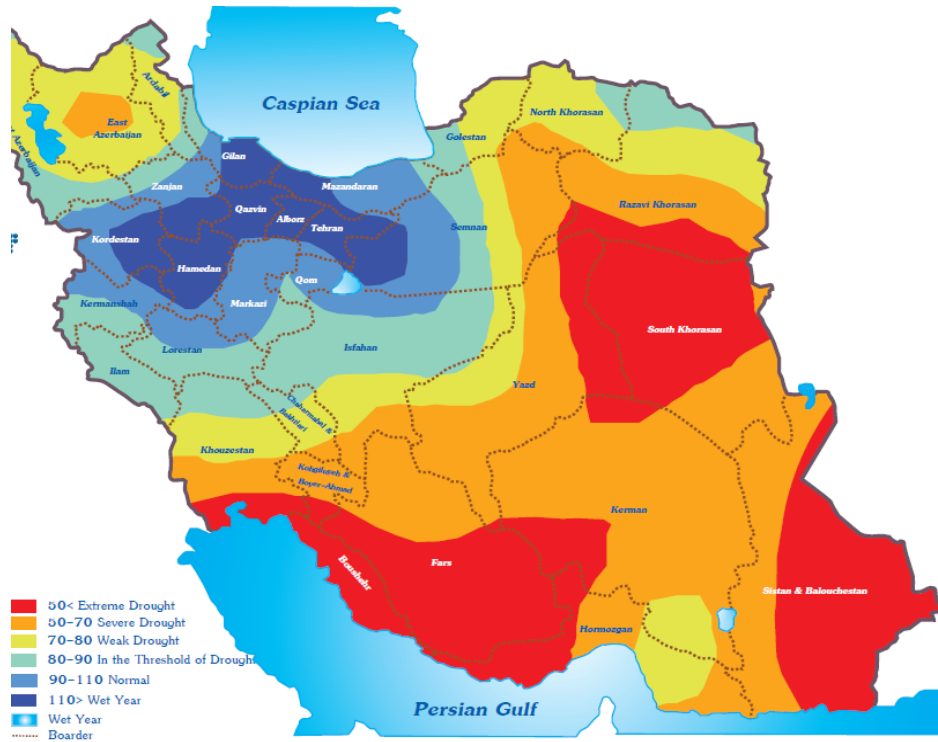 Caspian Sea
Ardabil
East
Azerbaijan
Azerbaijan
Gilan
Zanjan
Mazandaran
Golestan
North Khorasan
Qazvin
Alborz
Tehran
Semnan
Razavi Khorasan
Kordestan
Hamedan
Qom
Markazi
Kermanshah
South Khorasan
Lorestan
Isfahan
Ilam
Yazd
Chaharmahal &
Bakhtiari
Khouzestan
Kohgilouyeh &
Boyer-Ahmad
Kerman
Fars
Boushehr
Sistan & Balouchestan
Hormozgan
Persian Gulf
50< Extreme Drought
50-70 Severe Drought
70-80 Weak Drought
80-90 In the Threshold of Drought
90-110 Normal
110> Wet Year
Wet Year
Boarder